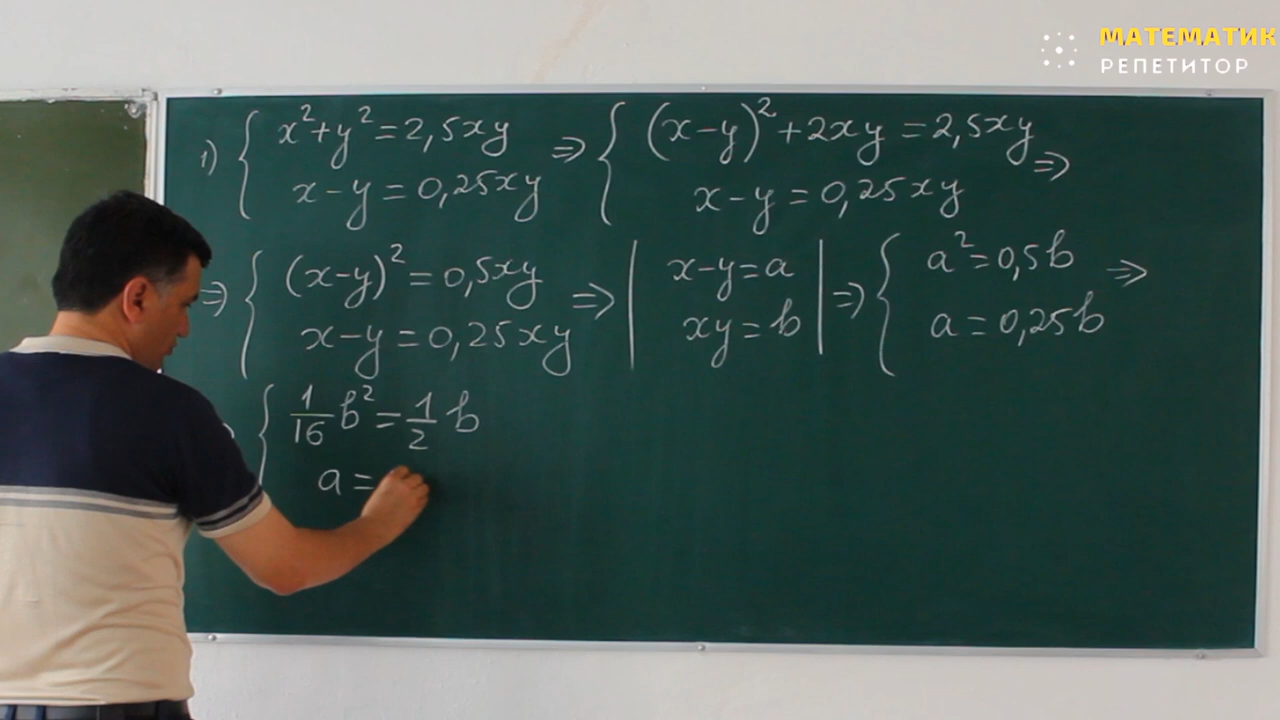 МАТЕМАТИК
РЕПЕТИТОР
1) { x²+y²=2,5xy ⇒ { (x-y)²+2xy=2,5xy
x-y=0,25xy x-y=0,25xy ⇒
⇒ { (x-y)²=0,5xy ⇒ | x-y=a | ⇒ { a²=0,5b ⇒
x-y=0,25xy xy=b a=0,25b
{ 1/16 b²=1/2 b
a=